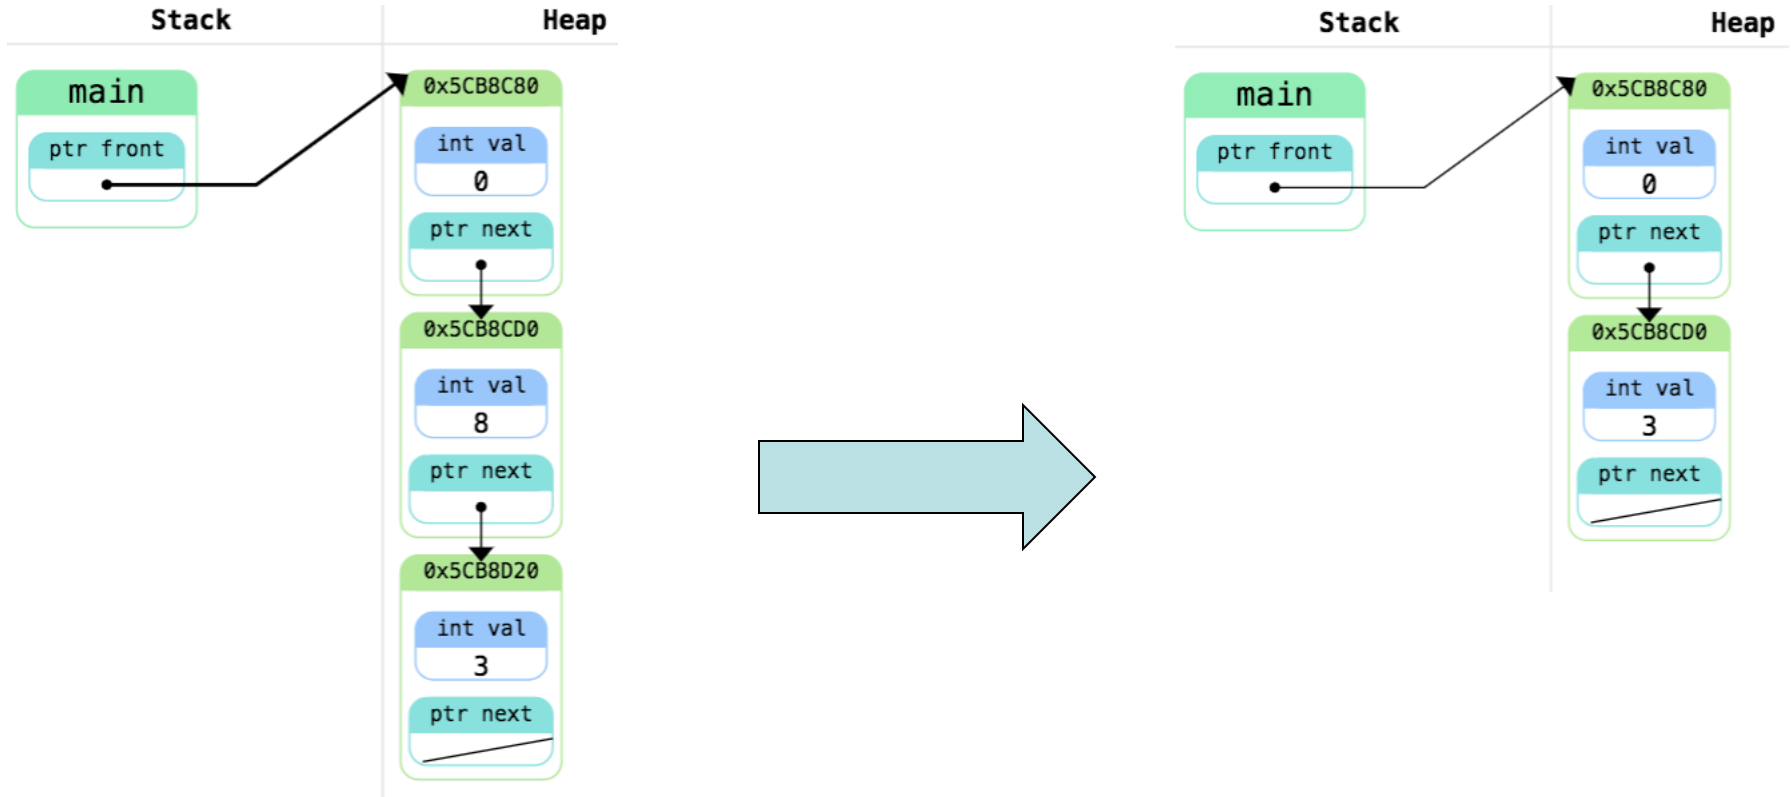 Stack
Heap
main
ptr front
0x5CB8C80
int val
0
ptr next
0x5CB8CD0
int val
8
ptr next
0x5CB8D20
int val
3
ptr next
Stack
Heap
main
ptr front
0x5CB8C80
int val
0
ptr next
0x5CB8CD0
int val
3
ptr next